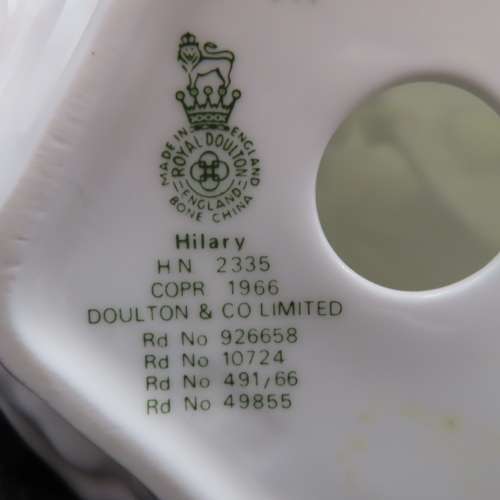 MADE IN ENGLAND
ROYAL DOULTON
ENGLAND
BONE CHINA
Hilary
HN 2335
COPR 1966
DOULTON & CO LIMITED
Rd No 926658
Rd No 10724
Rd No 491/66
Rd No 49855